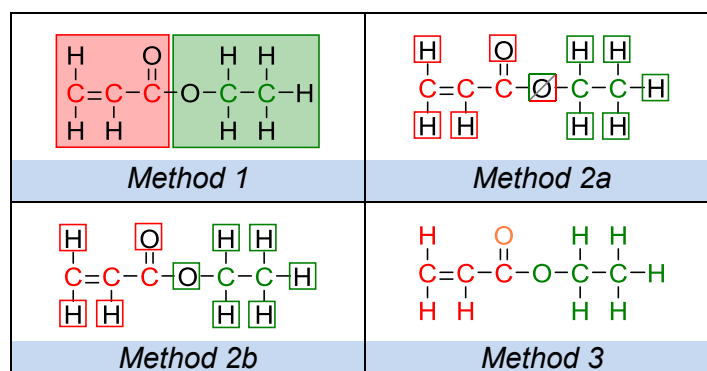 H O H H
C=C-C-O-C-C-H
H H H H
Method 1
H O H H
C=C-C-O-C-C-H
H H H H
Method 2a
H O H H
C=C-C-O-C-C-H
H H H H
Method 2b
H O H H
C=C-C-O-C-C-H
H H H H
Method 3